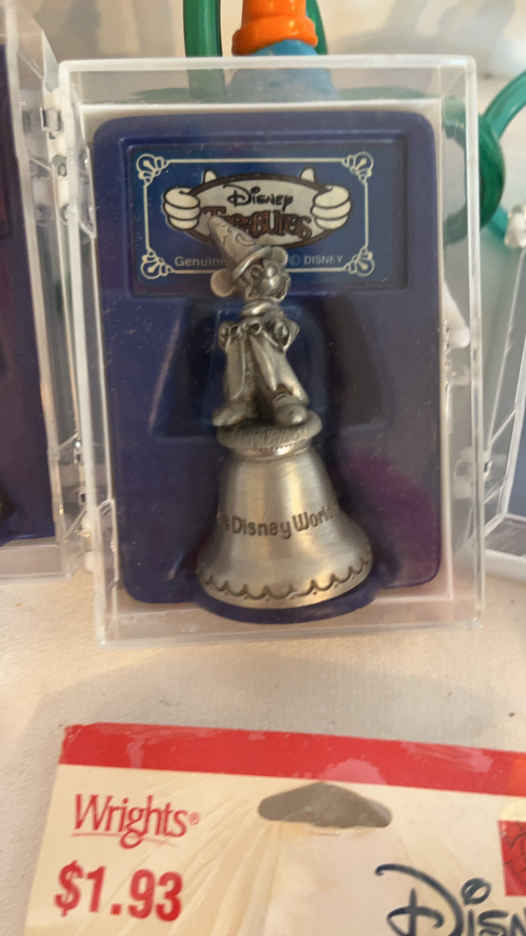 Disney
Treasures
Genuine
© DISNEY
Disney World
Wrights®
$1.93
Disn